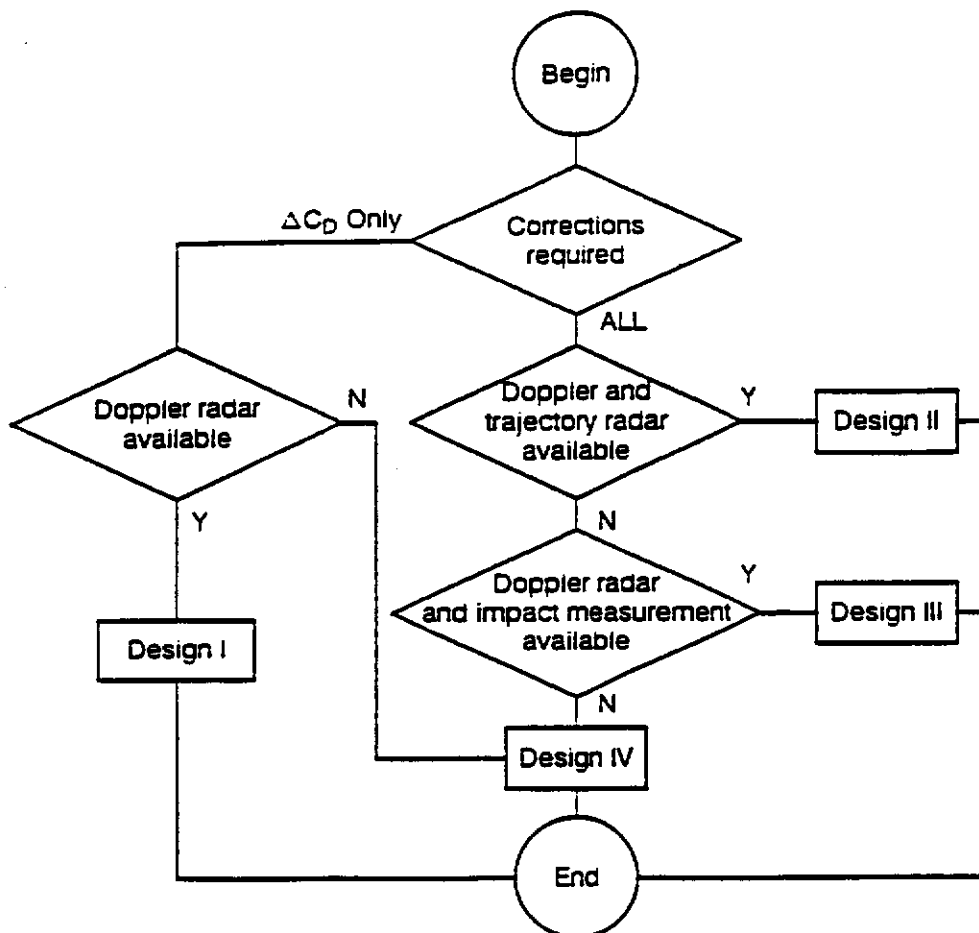 Begin
ΔC_D Only
Corrections
required
ALL
Doppler radar
available
N
Doppler and
trajectory radar
available
Y
Design II
Y
N
Doppler radar
and impact measurement
available
Y
Design III
Design I
N
Design IV
End